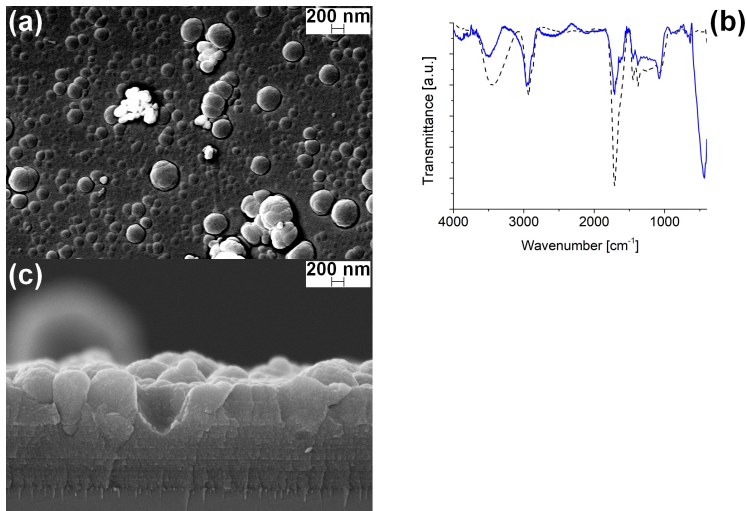 (a)
200 nm
(b)
Transmittance [a.u.]
4000 3000 2000 1000
Wavenumber [cm⁻¹]
(c)
200 nm